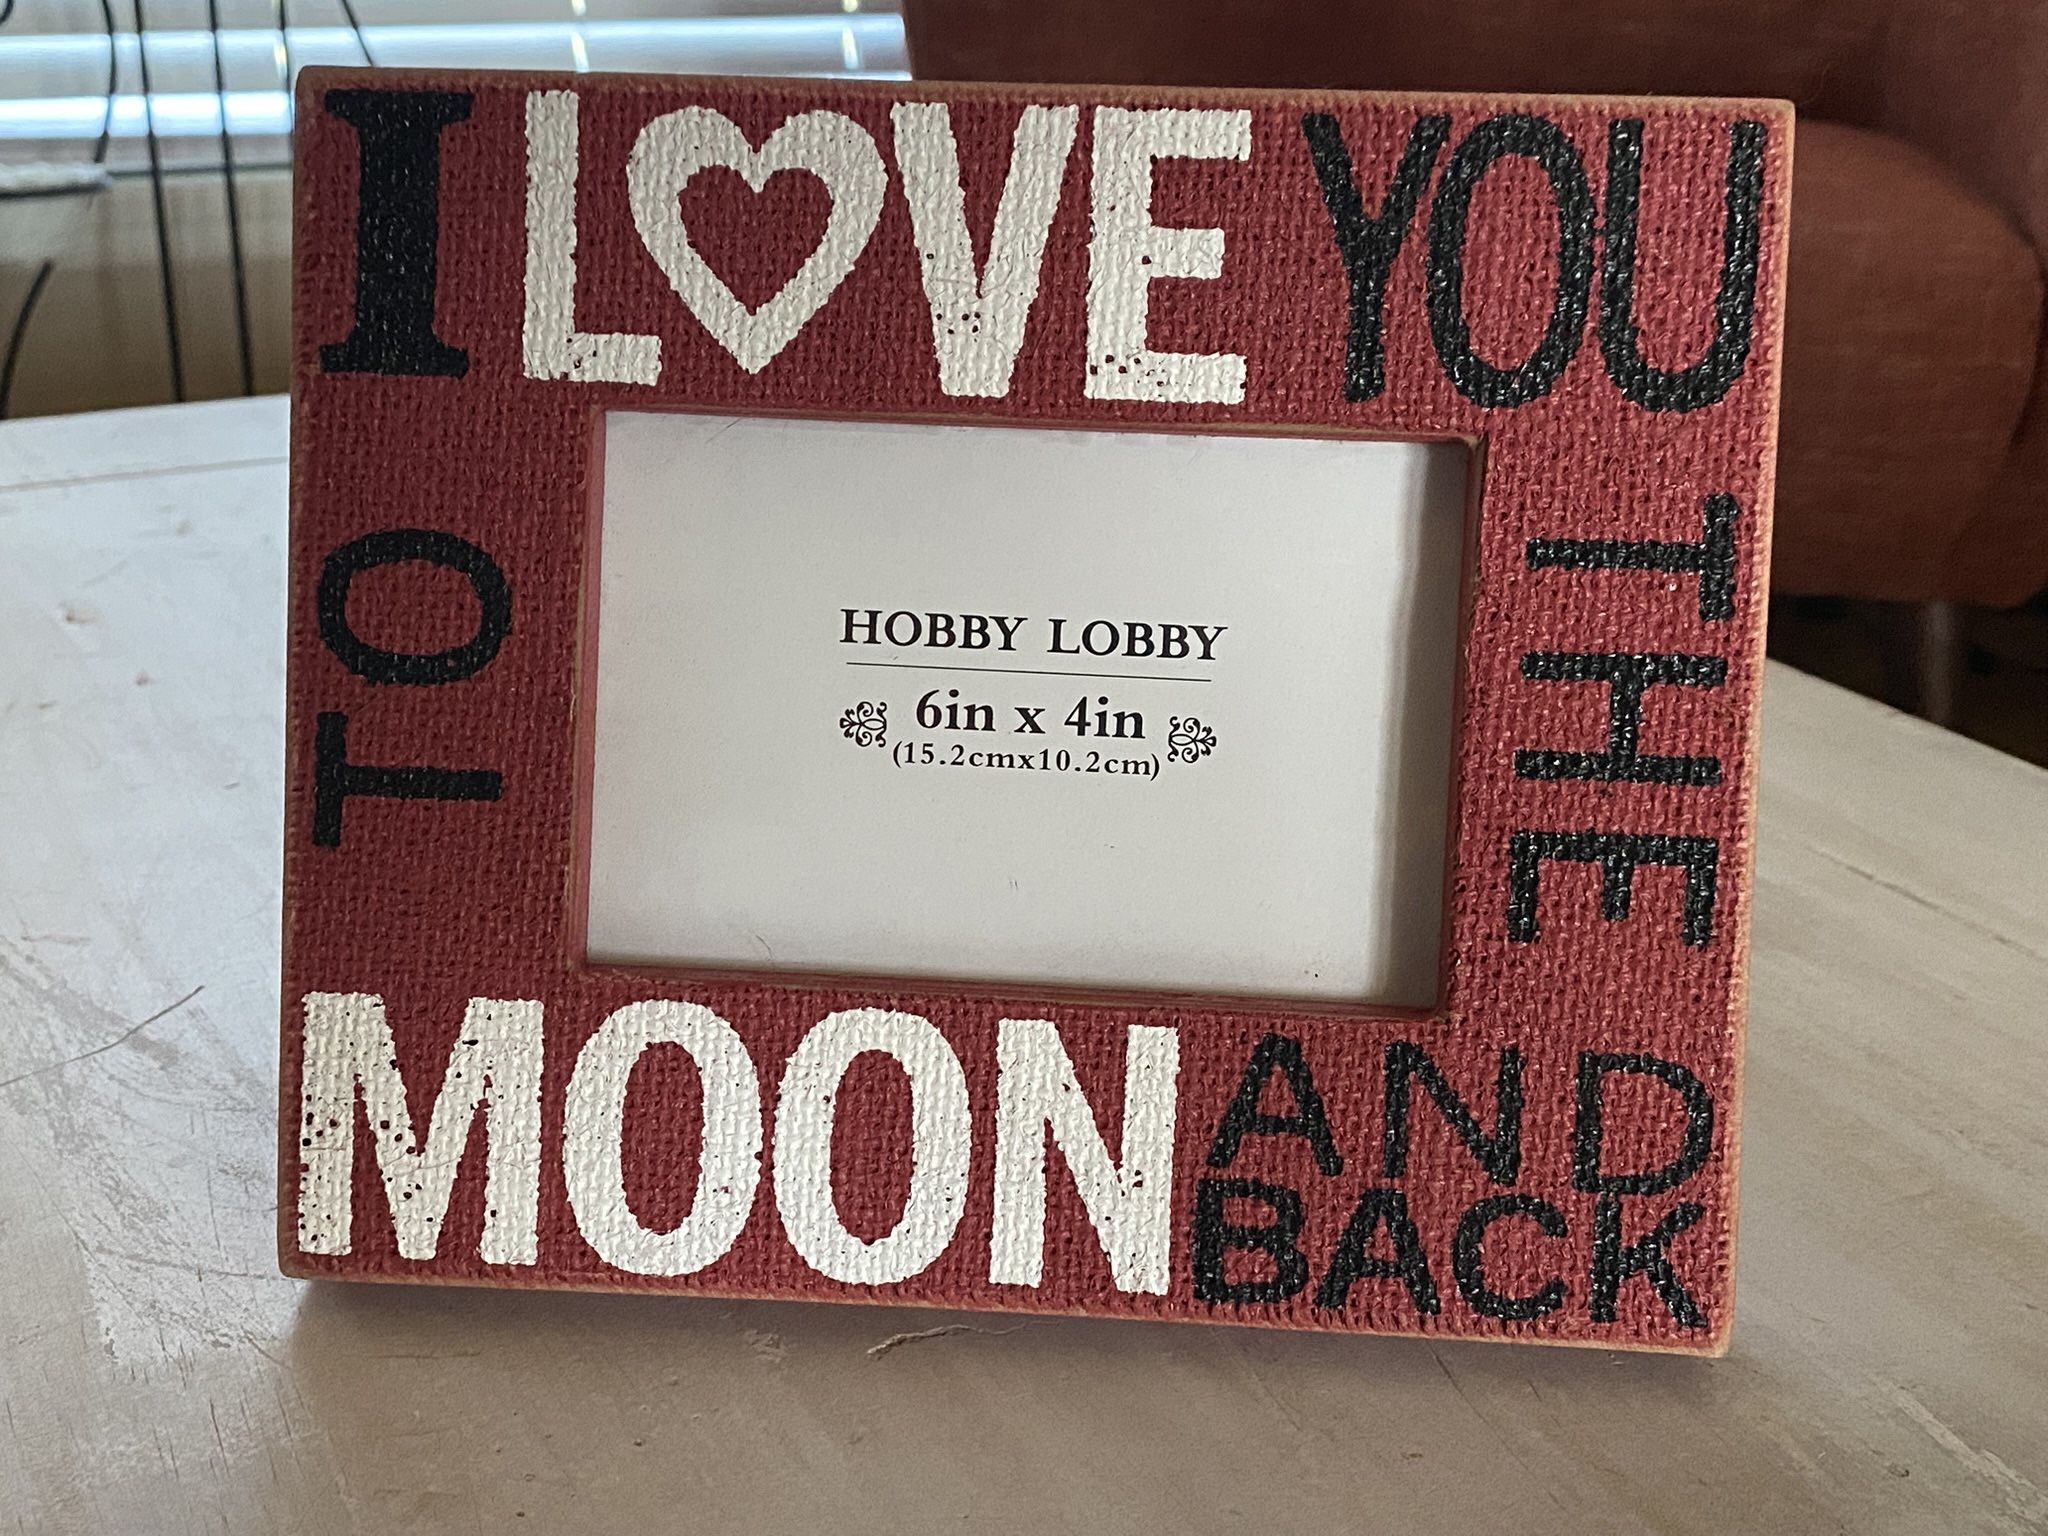 I LOVE YOU
TO
THE
MOON
AND
BACK
HOBBY LOBBY
6in x 4in
(15.2cmx10.2cm)